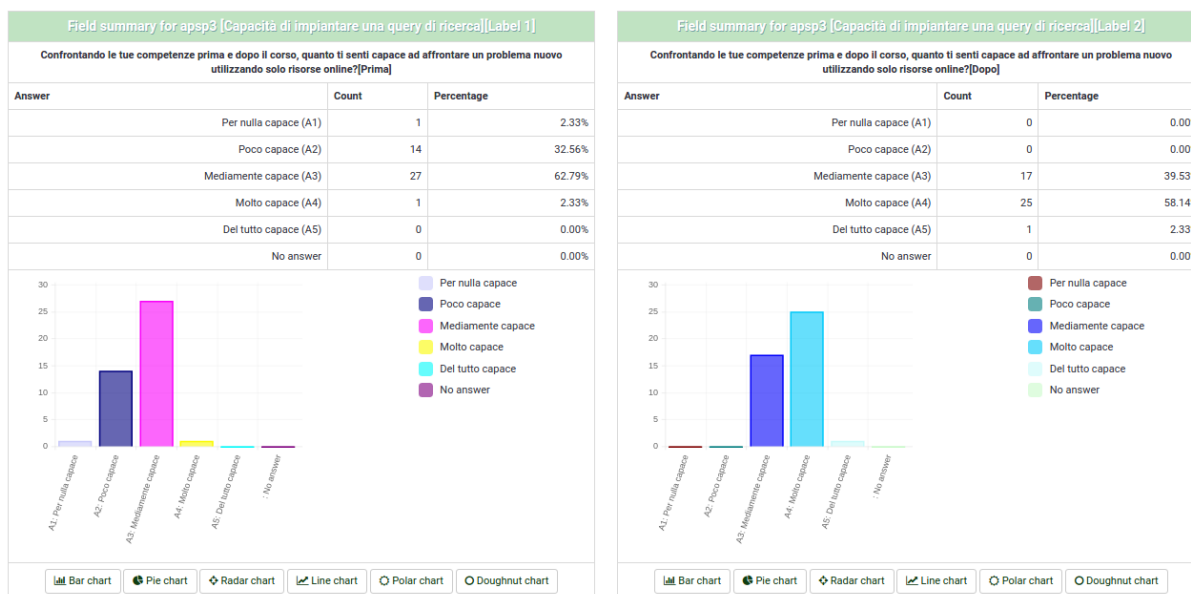 Field summary for apsp3 [Capacità di impiantare una query di ricerca][Label 1]
Confrontando le tue competenze prima e dopo il corso, quanto ti senti capace ad affrontare un problema nuovo
utilizzando solo risorse online?[Prima]
Answer Count Percentage
Per nulla capace (A1) 1 2.33%
Poco capace (A2) 14 32.56%
Mediamente capace (A3) 27 62.79%
Molto capace (A4) 1 2.33%
Del tutto capace (A5) 0 0.00%
No answer 0 0.00%
30
25
20
15
10
5
0
A1: Per nulla capace
A2: Poco capace
A3: Mediamente capace
A4: Molto capace
A5: Del tutto capace
: No answer
Per nulla capace
Poco capace
Mediamente capace
Molto capace
Del tutto capace
No answer
Bar chart Pie chart Radar chart Line chart Polar chart Doughnut chart
Field summary for apsp3 [Capacità di impiantare una query di ricerca][Label 2]
Confrontando le tue competenze prima e dopo il corso, quanto ti senti capace ad affrontare un problema nuovo
utilizzando solo risorse online?[Dopo]
Answer Count Percentage
Per nulla capace (A1) 0 0.00
Poco capace (A2) 0 0.00
Mediamente capace (A3) 17 39.53
Molto capace (A4) 25 58.14
Del tutto capace (A5) 1 2.33
No answer 0 0.00
30
25
20
15
10
5
0
A1: Per nulla capace
A2: Poco capace
A3: Mediamente capace
A4: Molto capace
A5: Del tutto capace
: No answer
Per nulla capace
Poco capace
Mediamente capace
Molto capace
Del tutto capace
No answer
Bar chart Pie chart Radar chart Line chart Polar chart Doughnut chart